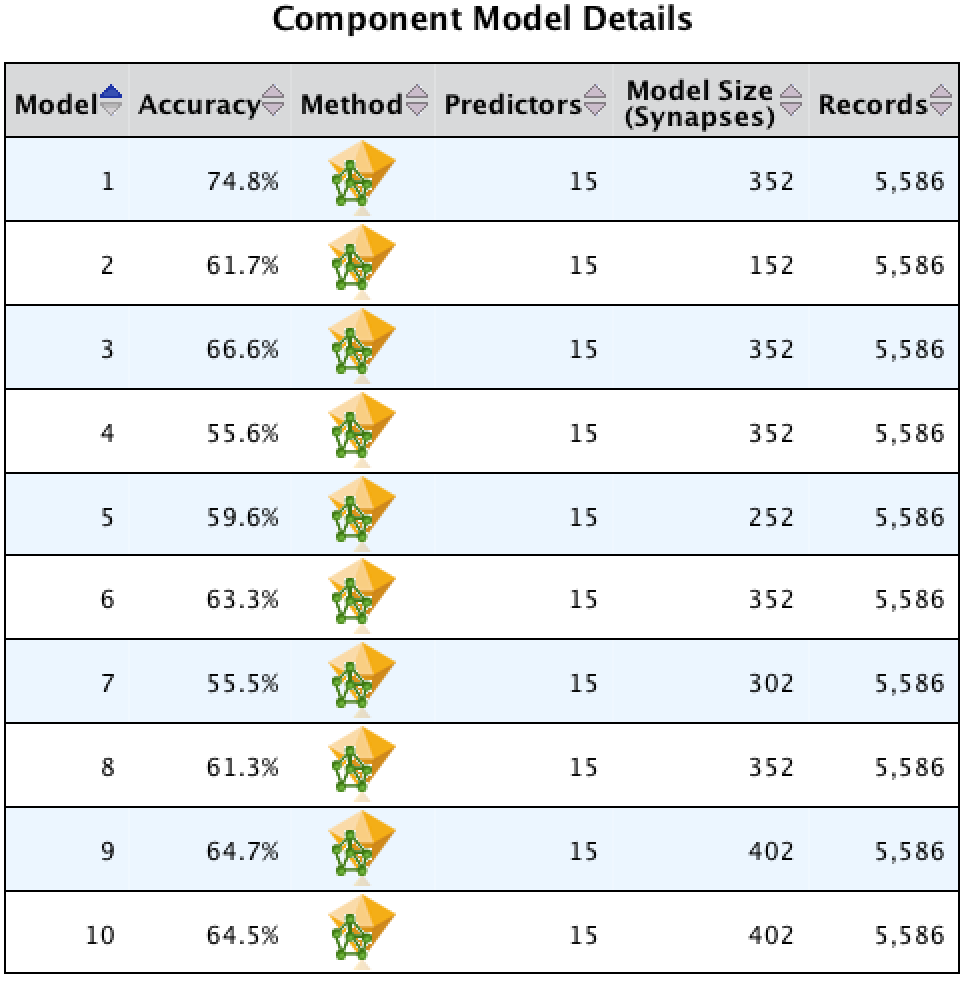 Component Model Details
Model Accuracy Method Predictors Model Size (Synapses) Records
1 74.8% 15 352 5,586
2 61.7% 15 152 5,586
3 66.6% 15 352 5,586
4 55.6% 15 352 5,586
5 59.6% 15 252 5,586
6 63.3% 15 352 5,586
7 55.5% 15 302 5,586
8 61.3% 15 352 5,586
9 64.7% 15 402 5,586
10 64.5% 15 402 5,586